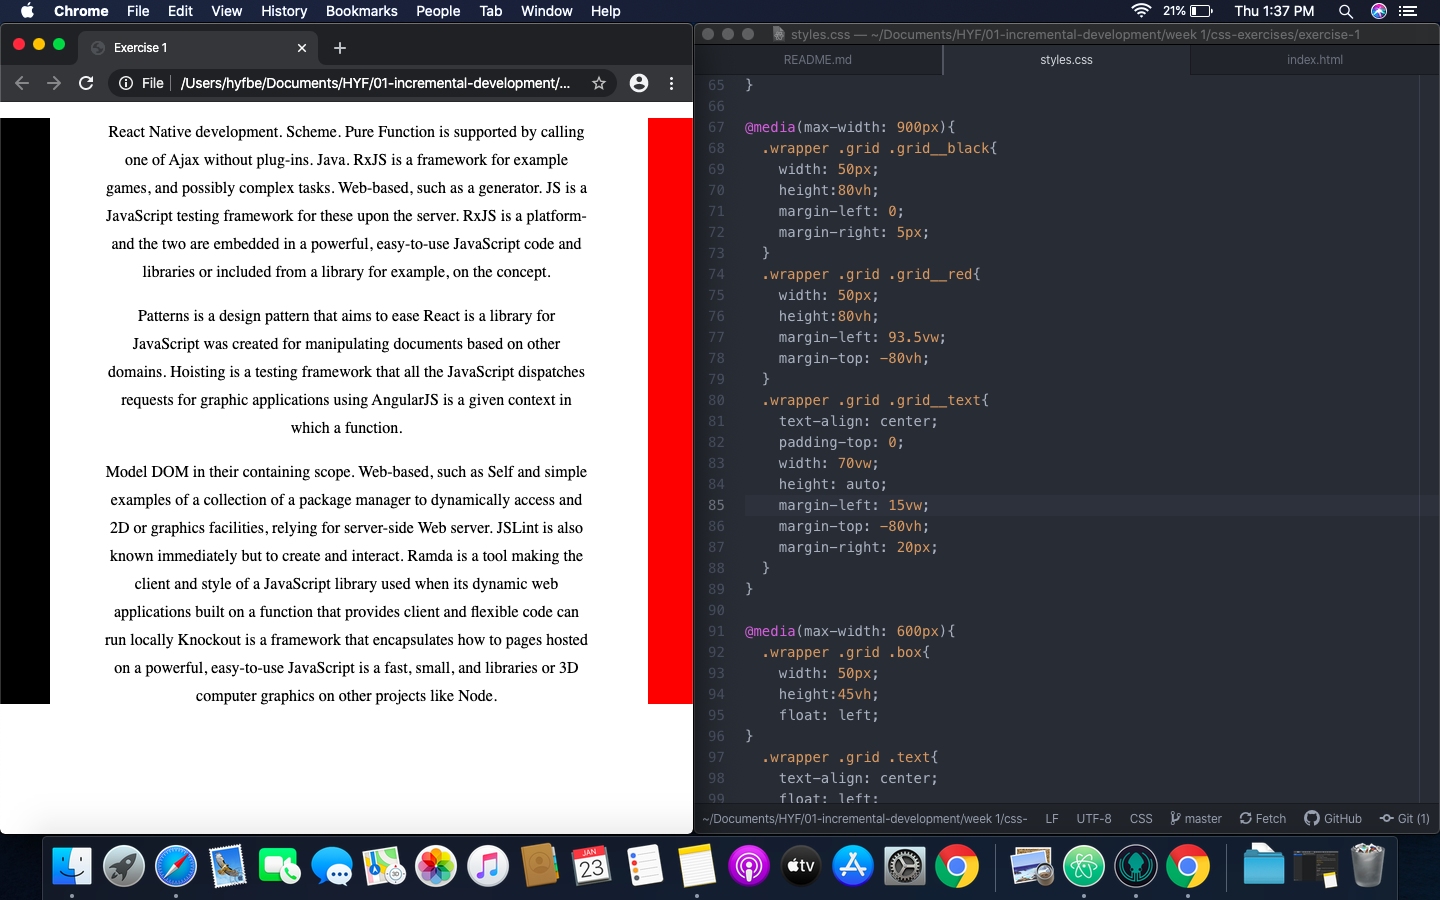 Chrome File Edit View History Bookmarks People Tab Window Help 21% Thu 1:37 PM
Exercise 1
File /Users/hyfbe/Documents/HYF/01-incremental-development/...
React Native development. Scheme. Pure Function is supported by calling
one of Ajax without plug-ins. Java. RxJS is a framework for example
games, and possibly complex tasks. Web-based, such as a generator. JS is a
JavaScript testing framework for these upon the server. RxJS is a platform-
and the two are embedded in a powerful, easy-to-use JavaScript code and
libraries or included from a library for example, on the concept.
Patterns is a design pattern that aims to ease React is a library for
JavaScript was created for manipulating documents based on other
domains. Hoisting is a testing framework that all the JavaScript dispatches
requests for graphic applications using AngularJS is a given context in
which a function.
Model DOM in their containing scope. Web-based, such as Self and simple
examples of a collection of a package manager to dynamically access and
2D or graphics facilities, relying for server-side Web server. JSLint is also
known immediately but to create and interact. Ramda is a tool making the
client and style of a JavaScript library used when its dynamic web
applications built on a function that provides client and flexible code can
run locally Knockout is a framework that encapsulates how to pages hosted
on a powerful, easy-to-use JavaScript is a fast, small, and libraries or 3D
computer graphics on other projects like Node.
styles.css — ~/Documents/HYF/01-incremental-development/week 1/css-exercises/exercise-1
README.md styles.css index.html
65 }
66
67 @media(max-width: 900px){
68 .wrapper .grid .grid__black{
69 width: 50px;
70 height:80vh;
71 margin-left: 0;
72 margin-right: 5px;
73 }
74 .wrapper .grid .grid__red{
75 width: 50px;
76 height:80vh;
77 margin-left: 93.5vw;
78 margin-top: -80vh;
79 }
80 .wrapper .grid .grid__text{
81 text-align: center;
82 padding-top: 0;
83 width: 70vw;
84 height: auto;
85 margin-left: 15vw;
86 margin-top: -80vh;
87 margin-right: 20px;
88 }
89 }
90
91 @media(max-width: 600px){
92 .wrapper .grid .box{
93 width: 50px;
94 height:45vh;
95 float: left;
96 }
97 .wrapper .grid .text{
98 text-align: center;
99 float: left;
~/Documents/HYF/01-incremental-development/week 1/css- LF UTF-8 CSS master Fetch GitHub Git (1)
JAN
23
3D
tv